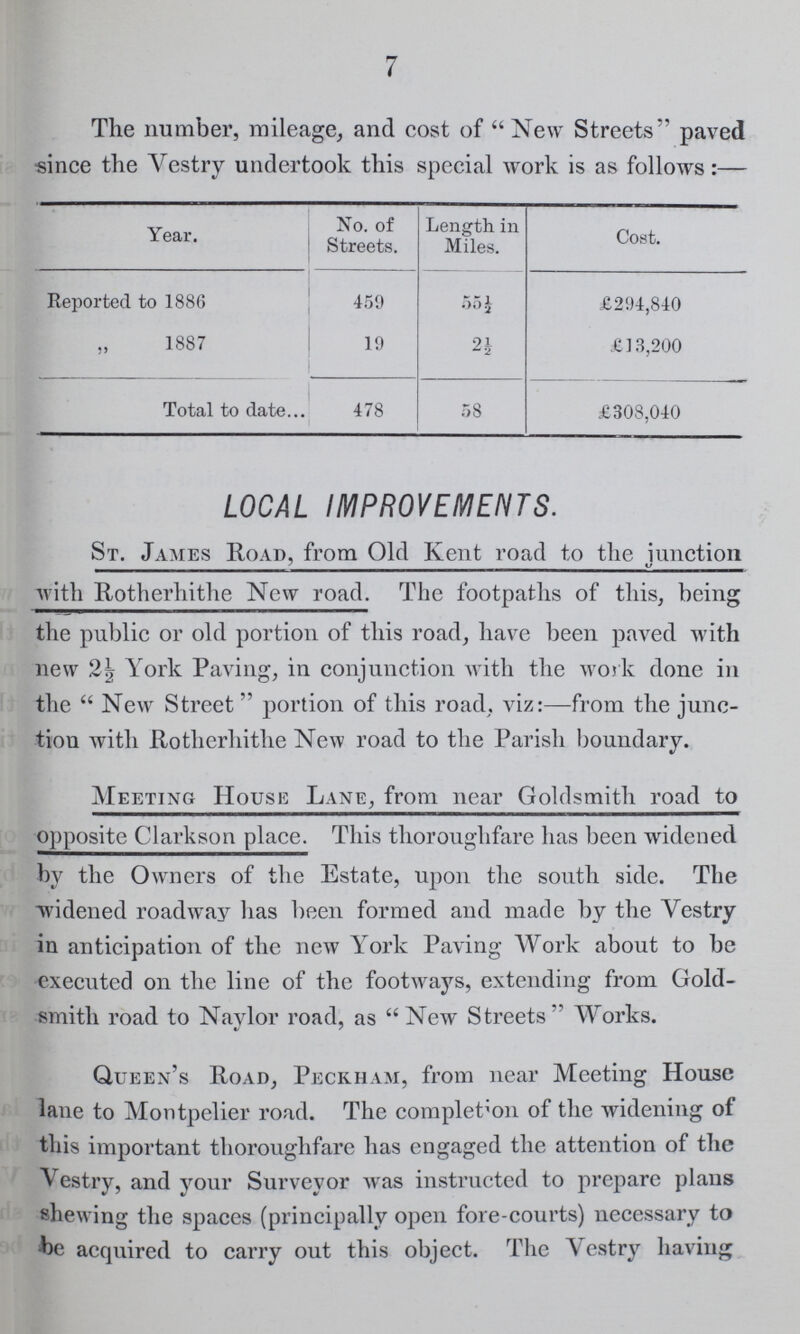 7
The number, mileage, and cost of "New Streets" paved
since the Vestry undertook this special work is as follows:—
Year. No. of Streets. Length in Miles. Cost.
Reported to 1886 459 55½ £294,840
„ 1887 19 2½ £13,200
Total to date... 478 58 £308,040
LOCAL IMPROVEMENTS.
St. James Road, from Old Kent road to the junction
with Rotherhithe New road. The footpaths of this, being
the public or old portion of this road, have been paved with
new 2½ York Paving, in conjunction with the work done in
the "New Street" portion of this road, viz:—from the junc-
tion with Rotherhithe New road to the Parish boundary.
Meeting House Lane, from near Goldsmith road to
opposite Clarkson place. This thoroughfare has been widened
by the Owners of the Estate, upon the south side. The
widened roadway has been formed and made by the Vestry
in anticipation of the new York Paving Work about to be
executed on the line of the footways, extending from Gold-
smith road to Naylor road, as "New Streets" Works.
Queen's Road, Peckham, from near Meeting House
lane to Montpelier road. The completion of the widening of
this important thoroughfare has engaged the attention of the
Vestry, and your Surveyor was instructed to prepare plans
shewing the spaces (principally open fore-courts) necessary to
be acquired to carry out this object. The Vestry having